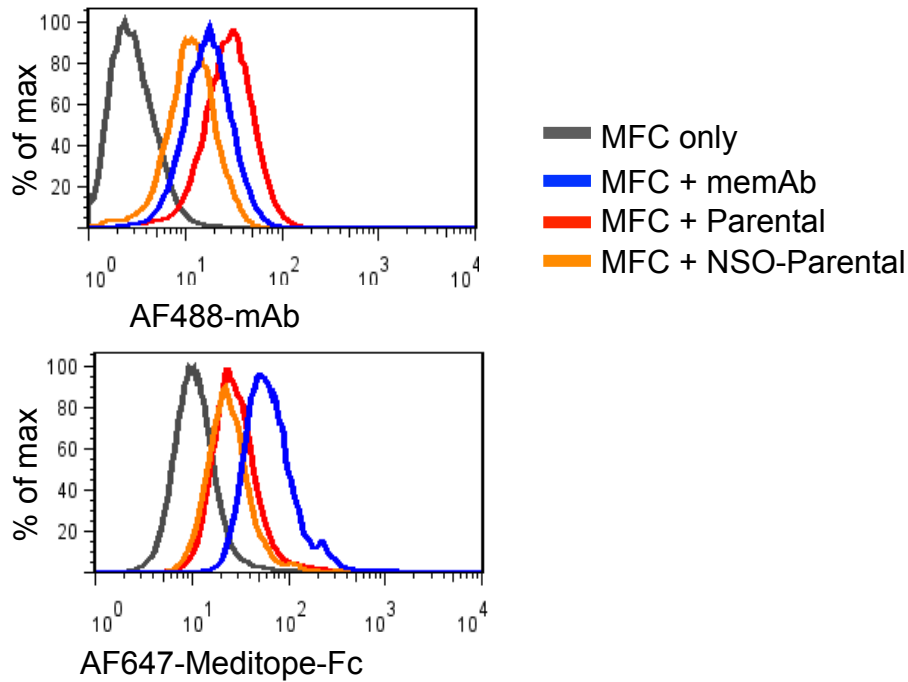 100
80
60
40
20
% of max
10^0 10^1 10^2 10^3 10^4
AF488-mAb
MFC only
MFC + memAb
MFC + Parental
MFC + NSO-Parental
100
80
60
40
20
% of max
10^0 10^1 10^2 10^3 10^4
AF647-Meditope-Fc